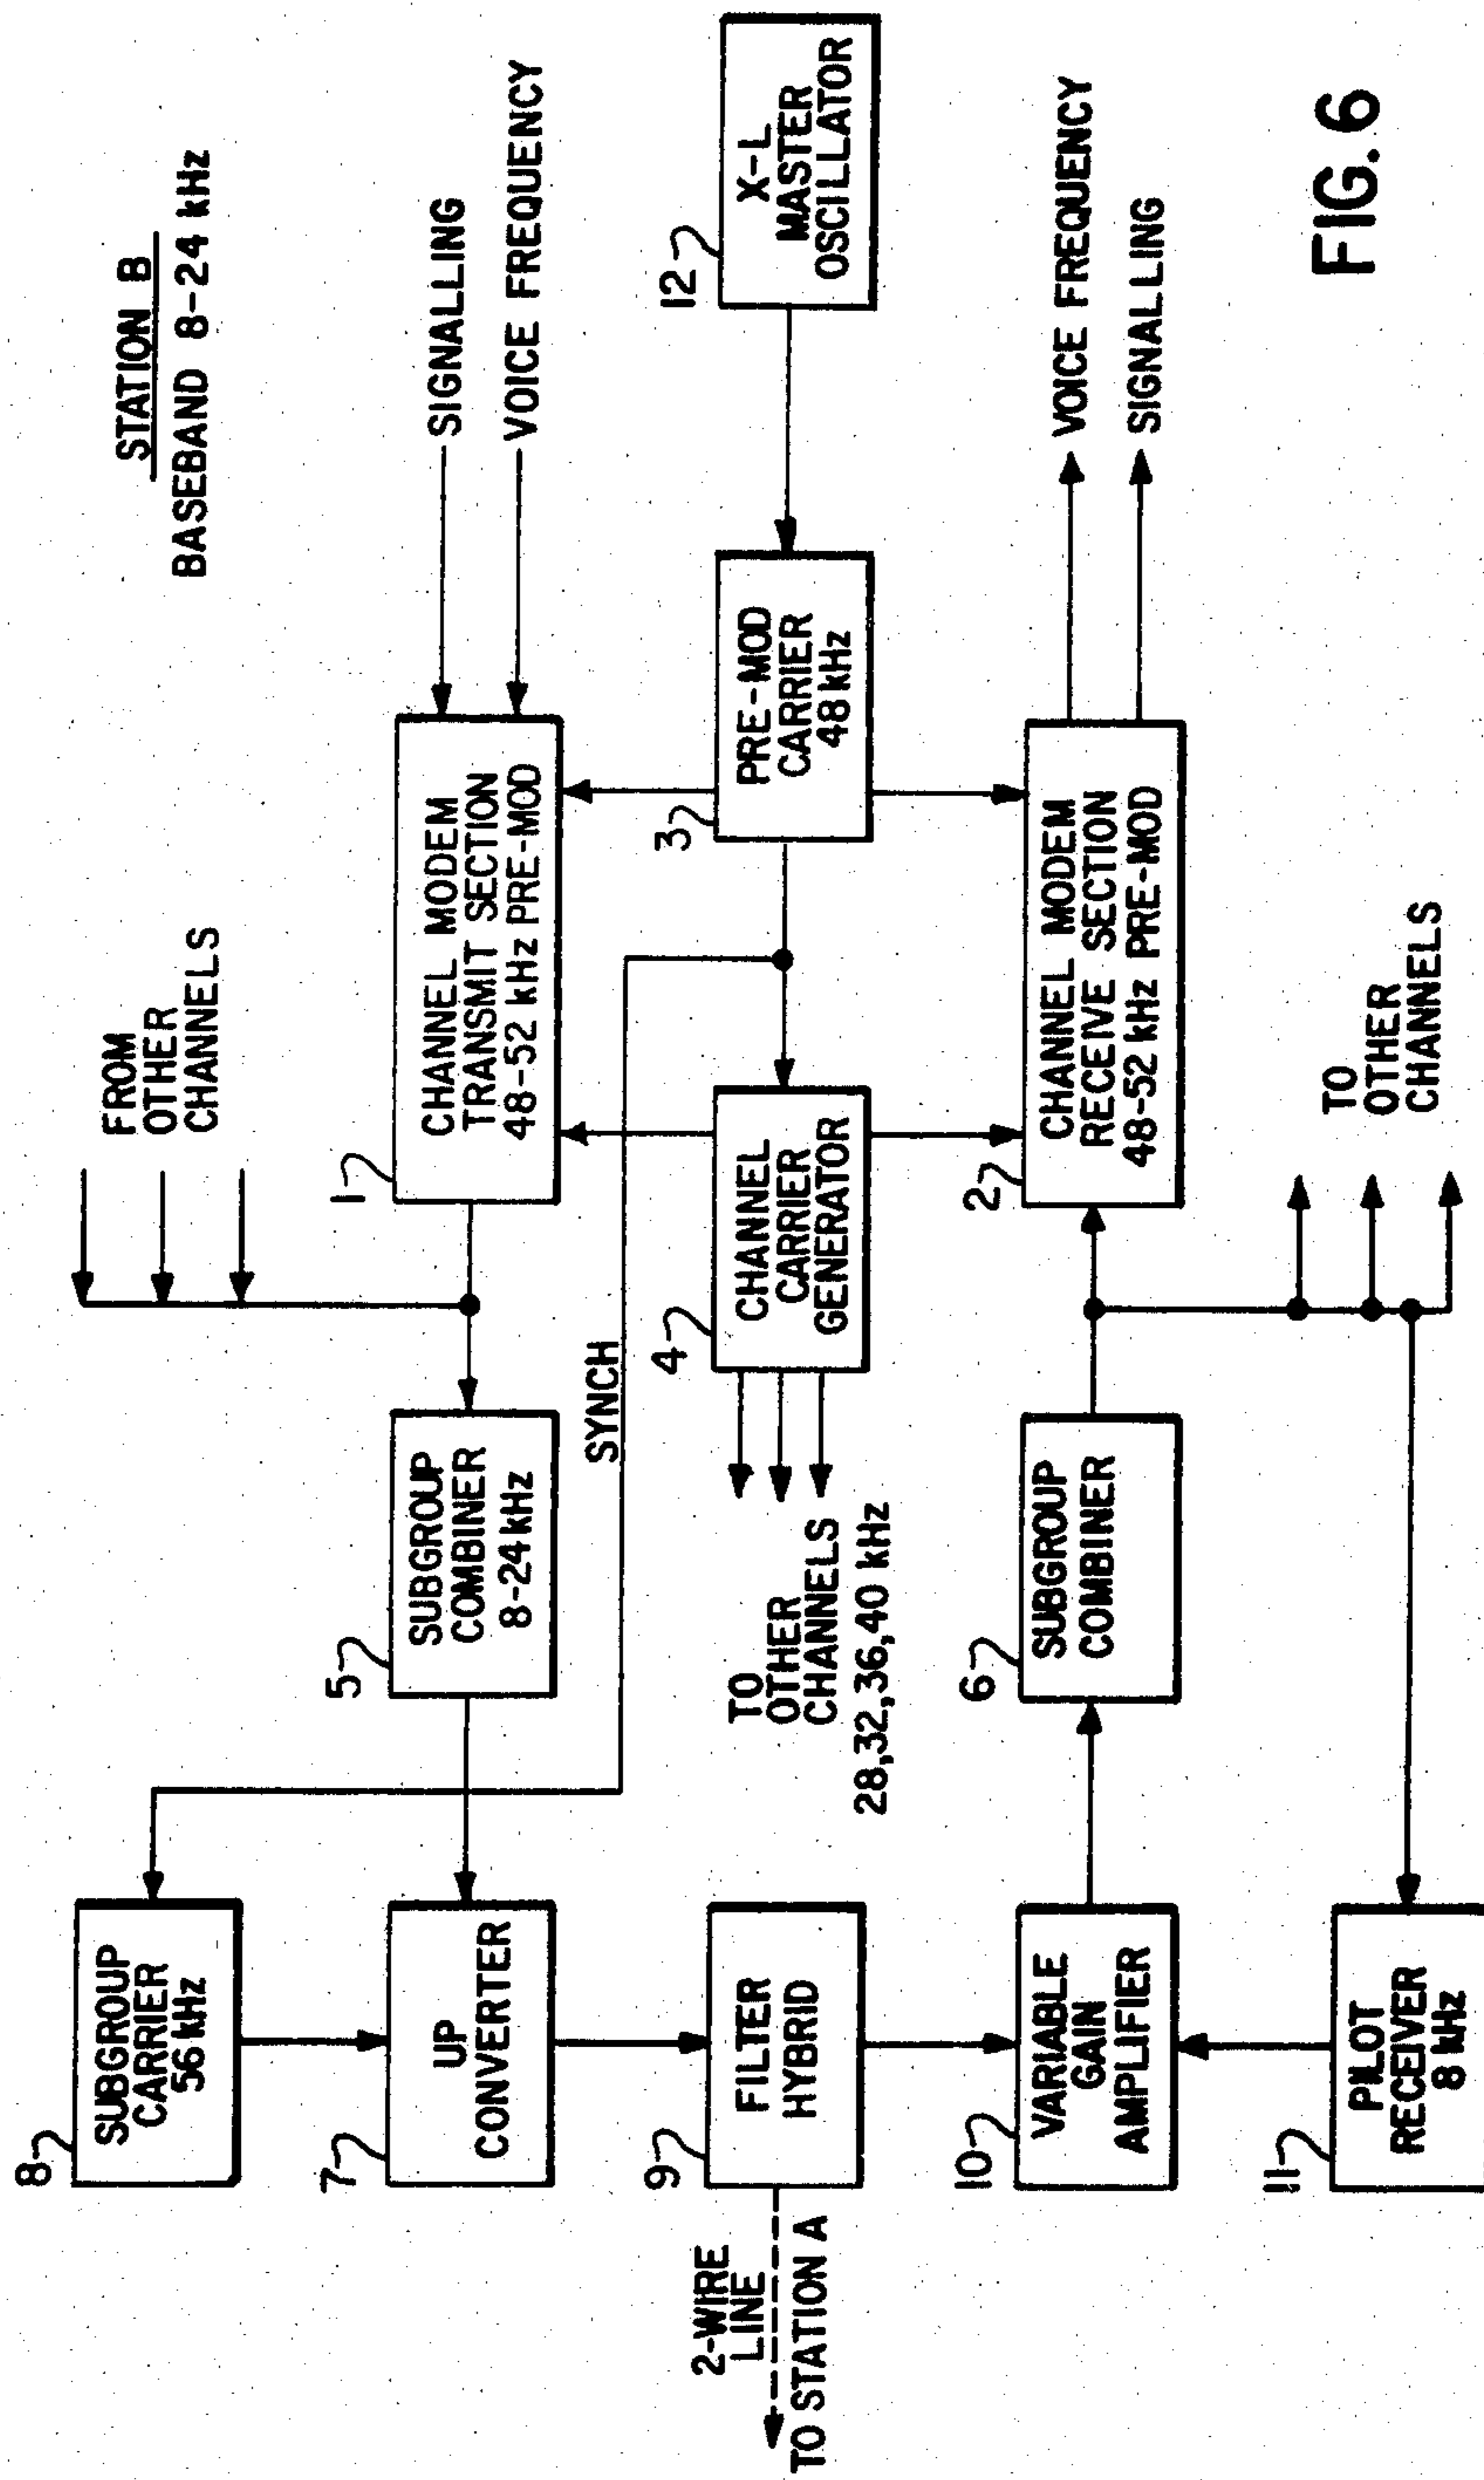 STATION B
BASEBAND 8-24 kHz
FROM
OTHER
CHANNELS
SIGNALLING
VOICE FREQUENCY
8
SUBGROUP
CARRIER
56 kHz
5
SUBGROUP
COMBINER
8-24 kHz
1
CHANNEL MODEM
TRANSMIT SECTION
48-52 kHz PRE-MOD
7
UP
CONVERTER
SYNCH
2-WIRE
LINE
TO STATION A
9
FILTER
HYBRID
TO
OTHER
CHANNELS
28,32,36,40 kHz
4
CHANNEL
CARRIER
GENERATOR
3
PRE-MOD
CARRIER
48 kHz
12
X-L
MASTER
OSCILLATOR
10
VARIABLE
GAIN
AMPLIFIER
6
SUBGROUP
COMBINER
2
CHANNEL MODEM
RECEIVE SECTION
48-52 kHz PRE-MOD
VOICE FREQUENCY
SIGNALLING
11
PILOT
RECEIVER
8 kHz
TO
OTHER
CHANNELS
FIG. 6